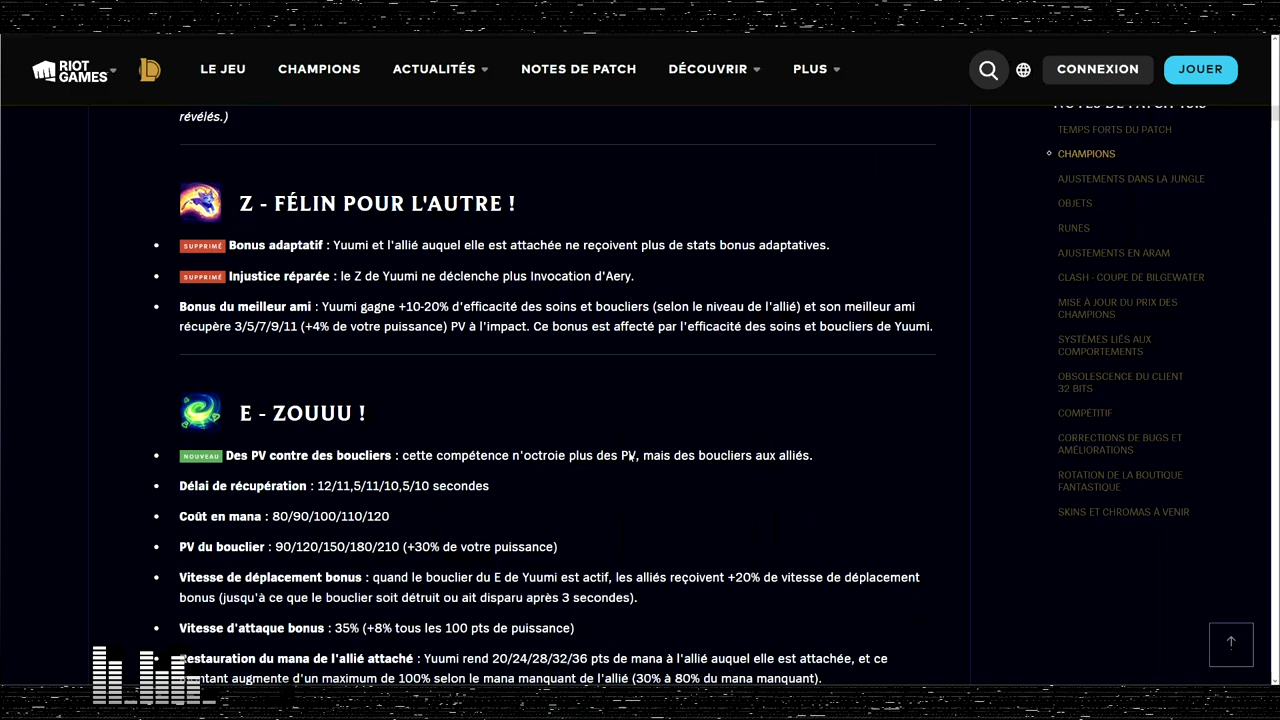 RIOT GAMES
LE JEU
CHAMPIONS
ACTUALITÉS
NOTES DE PATCH
DÉCOUVRIR
PLUS
CONNEXION
JOUER
révélés.)
Z - FÉLIN POUR L'AUTRE !
SUPPRIMÉ Bonus adaptatif : Yuumi et l'allié auquel elle est attachée ne reçoivent plus de stats bonus adaptatives.
SUPPRIMÉ Injustice réparée : le Z de Yuumi ne déclenche plus Invocation d'Aery.
Bonus du meilleur ami : Yuumi gagne +10-20% d'efficacité des soins et boucliers (selon le niveau de l'allié) et son meilleur ami
récupère 3/5/7/9/11 (+4% de votre puissance) PV à l'impact. Ce bonus est affecté par l'efficacité des soins et boucliers de Yuumi.
E - ZOUUU !
NOUVEAU Des PV contre des boucliers : cette compétence n'octroie plus des PV, mais des boucliers aux alliés.
Délai de récupération : 12/11,5/11/10,5/10 secondes
Coût en mana : 80/90/100/110/120
PV du bouclier : 90/120/150/180/210 (+30% de votre puissance)
Vitesse de déplacement bonus : quand le bouclier du E de Yuumi est actif, les alliés reçoivent +20% de vitesse de déplacement
bonus (jusqu'à ce que le bouclier soit détruit ou ait disparu après 3 secondes).
Vitesse d'attaque bonus : 35% (+8% tous les 100 pts de puissance)
Restauration du mana de l'allié attaché : Yuumi rend 20/24/28/32/36 pts de mana à l'allié auquel elle est attachée, et ce
montant augmente d'un maximum de 100% selon le mana manquant de l'allié (30% à 80% du mana manquant).
TEMPS FORTS DU PATCH
CHAMPIONS
AJUSTEMENTS DANS LA JUNGLE
OBJETS
RUNES
AJUSTEMENTS EN ARAM
CLASH - COUPE DE BILGEWATER
MISE À JOUR DU PRIX DES
CHAMPIONS
SYSTÈMES LIÉS AUX
COMPORTEMENTS
OBSOLESCENCE DU CLIENT
32 BITS
COMPÉTITIF
CORRECTIONS DE BUGS ET
AMÉLIORATIONS
ROTATION DE LA BOUTIQUE
FANTASTIQUE
SKINS ET CHROMAS À VENIR